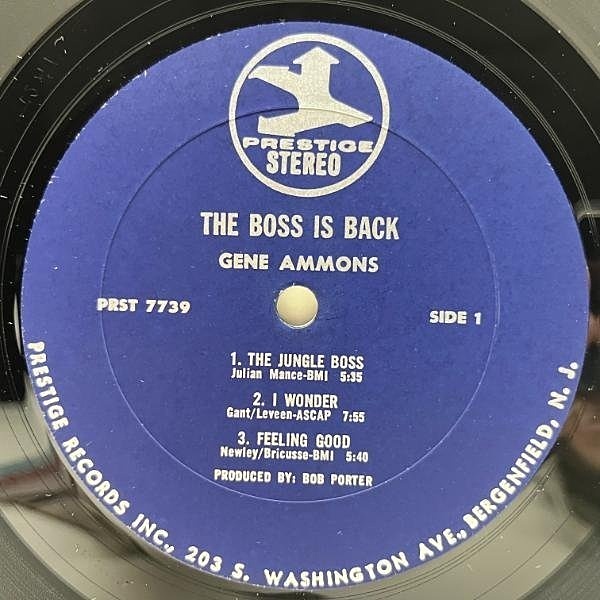 PRESTIGE
STEREO
THE BOSS IS BACK
GENE AMMONS
PRST 7739
SIDE 1
1. THE JUNGLE BOSS
Julian Mance-BMI 5:35
2. I WONDER
Gant/Leveen-ASCAP 7:55
3. FEELING GOOD
Newley/Bricusse-BMI 5:40
PRODUCED BY: BOB PORTER
PRESTIGE RECORDS INC., 203 S. WASHINGTON AVE., BERGENFIELD, N. J.